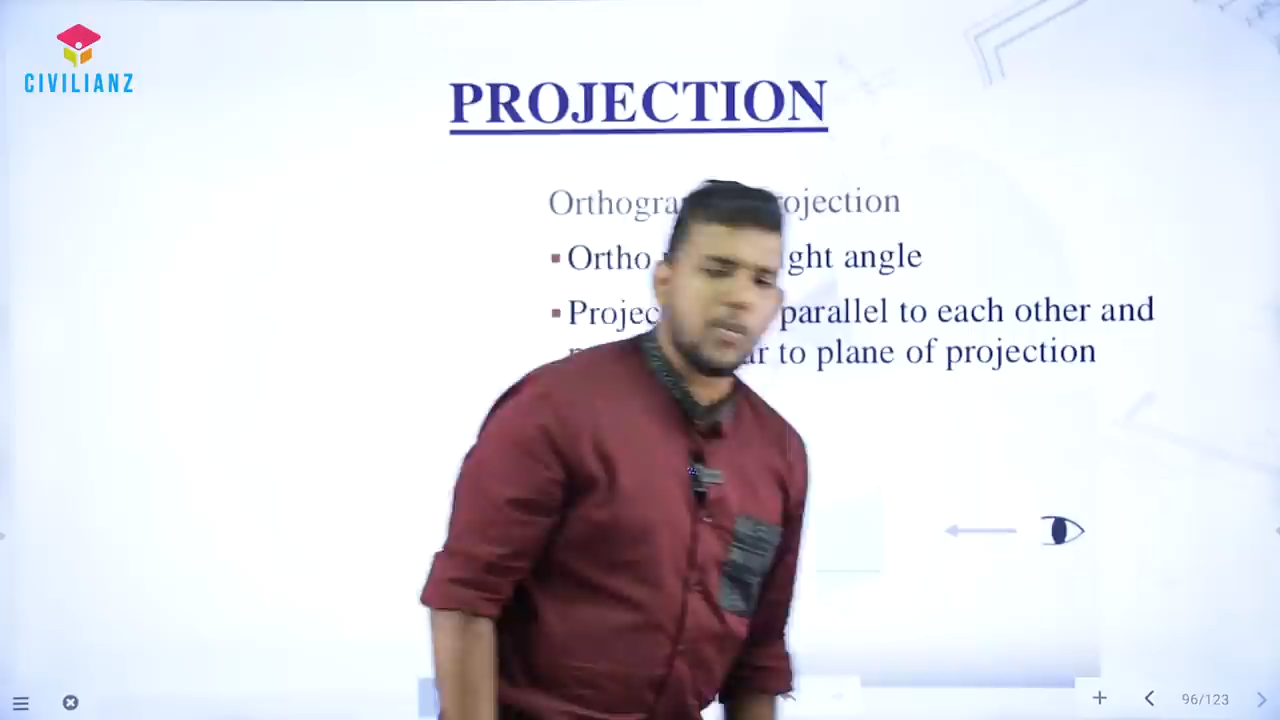 CIVILIANZ
PROJECTION
Orthogra rojection
▪Ortho ght angle
▪Projec parallel to each other and
ar to plane of projection
96/123